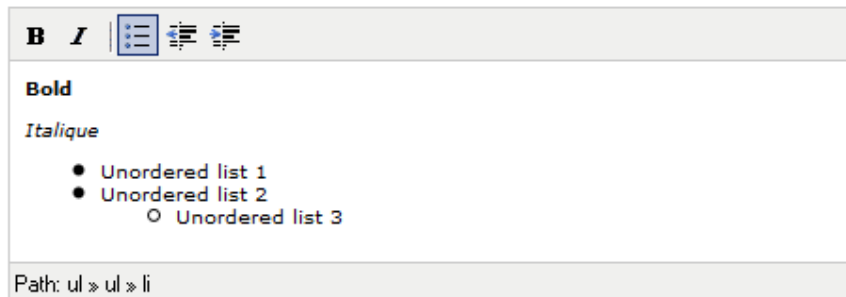 B I
Bold
Italique
Unordered list 1
Unordered list 2
Unordered list 3
Path: ul » ul » li